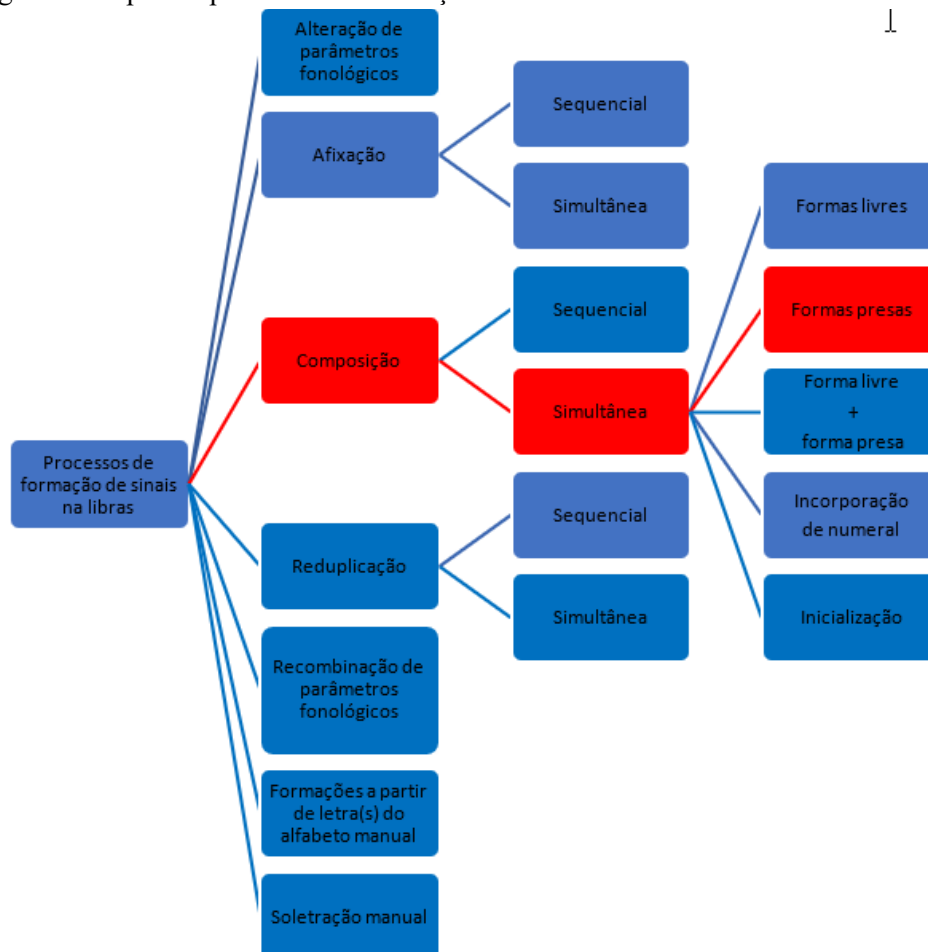 Alteração de
parâmetros
fonológicos
Afixação
Sequencial
Simultânea
Formas livres
Composição
Sequencial
Simultânea
Formas presas
Forma livre
+
forma presa
Incorporação
de numeral
Inicialização
Processos de
formação de sinais
na libras
Reduplicação
Sequencial
Simultânea
Recombinação de
parâmetros
fonológicos
Formações a partir
de letra(s) do
alfabeto manual
Soletração manual